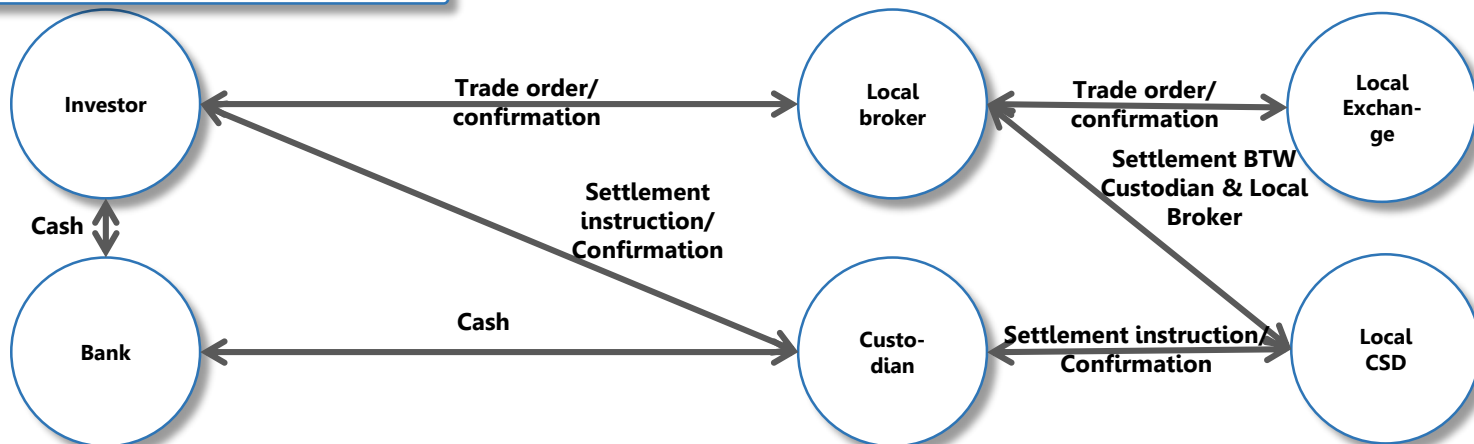 Investor
Trade order/
confirmation
Local
broker
Trade order/
confirmation
Local
Exchan-
ge
Settlement BTW
Custodian & Local
Broker
Settlement
instruction/
Confirmation
Cash
Bank
Cash
Custo-
dian
Settlement instruction/
Confirmation
Local
CSD